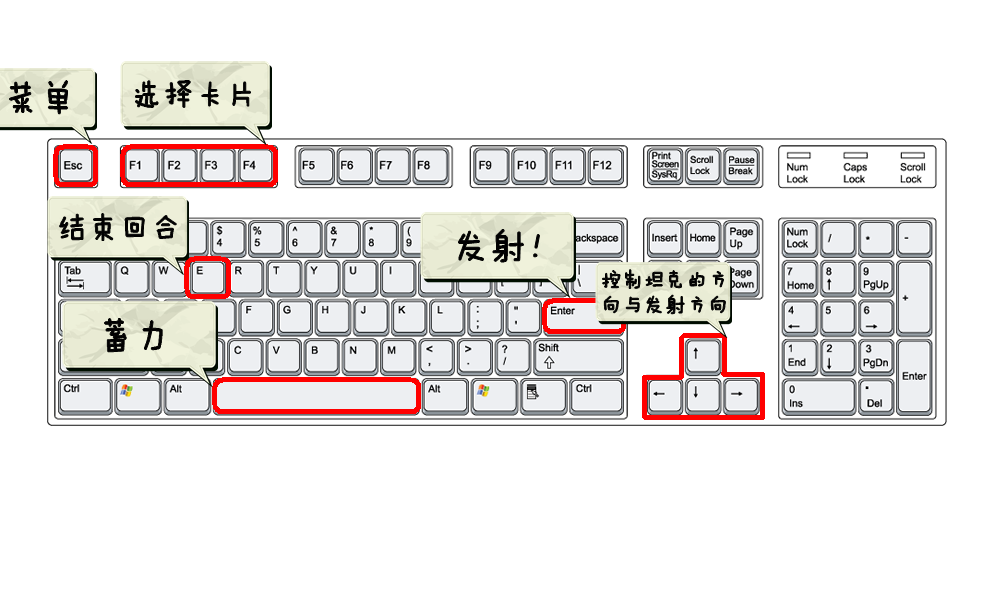 菜单
选择卡片
Esc
F1 F2 F3 F4
F5 F6 F7 F8
F9 F10 F11 F12
Print Screen SysRq
Scroll Lock
Pause Break
Num Lock
Caps Lock
Scroll Lock
结束回合
$ 4
% 5
^ 6
& 7
* 8
( 9
发射!
ackspace
Insert Home Page Up
Num Lock / * -
Tab
Q W E R T Y U I
[ ] | \
控制坦克的方
向与发射方向
Page Down
7 Home
8 ↑
9 PgUp
+
蓄力
F G H J K L : ; " '
Enter
4 ←
5
6 →
C V B N M < , > . ? /
Shift
↑
1 End
2 ↓
3 PgDn
Enter
Ctrl Alt
Alt Ctrl
← ↓ →
0 Ins
• Del